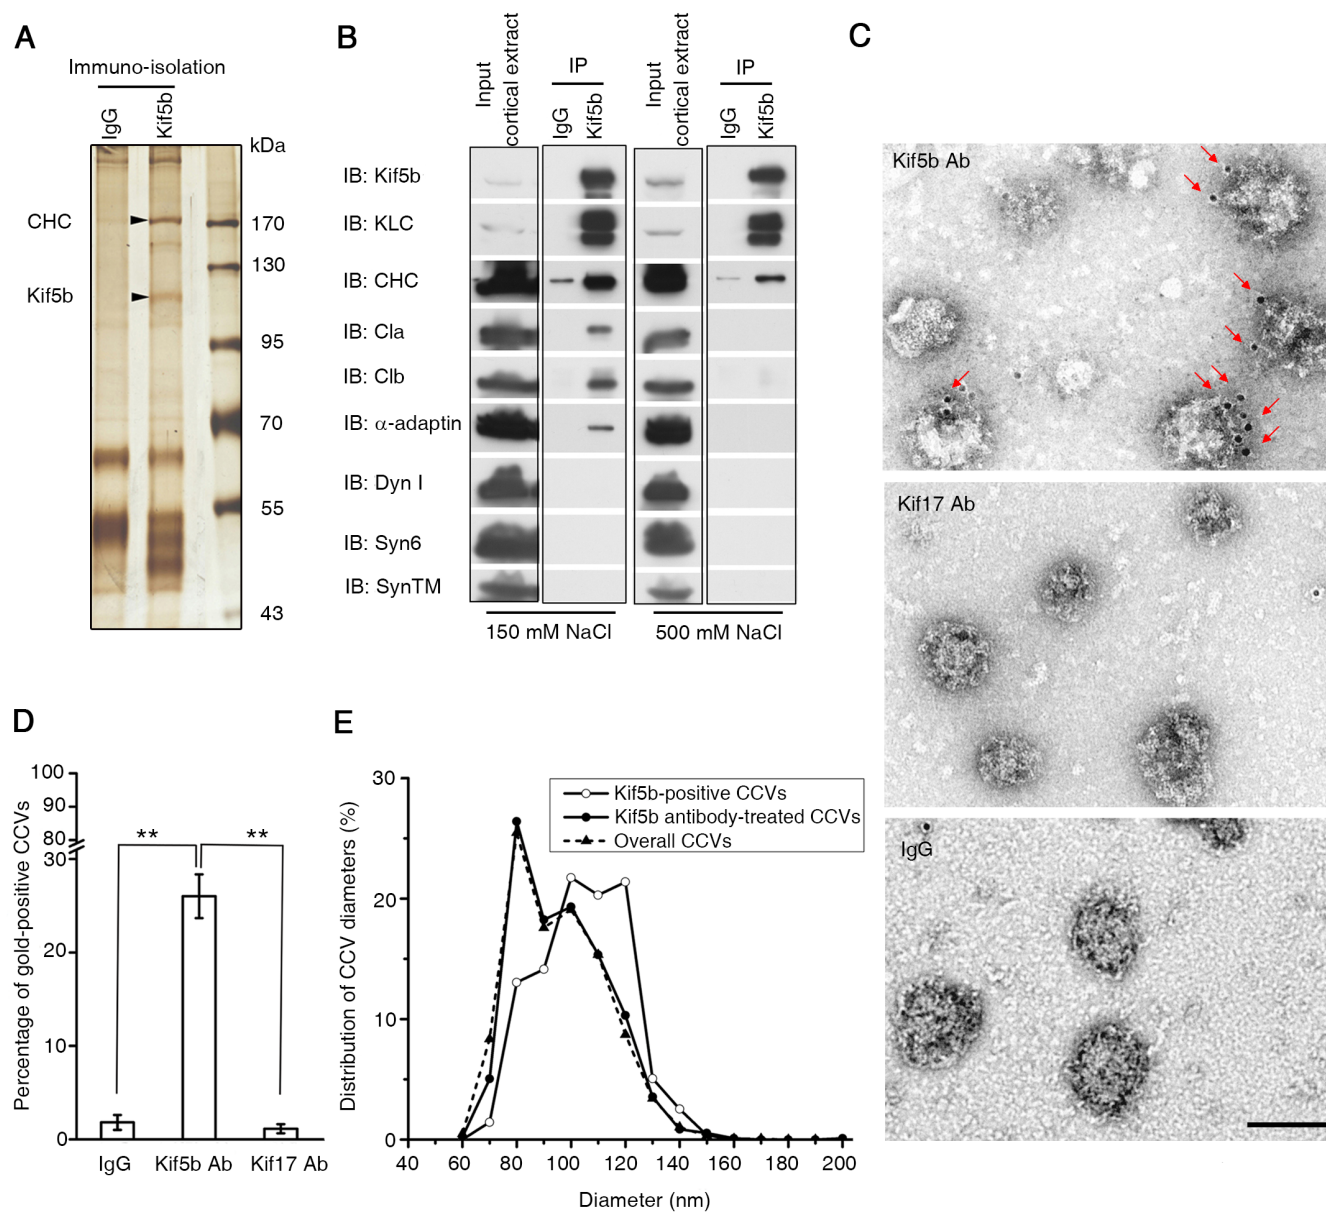 A
Immuno-isolation
IgG
Kif5b
kDa
CHC
Kif5b
170
130
95
70
55
43
B
Input
cortical extract
IP
IgG
Kif5b
Input
cortical extract
IP
IgG
Kif5b
IB: Kif5b
IB: KLC
IB: CHC
IB: Cla
IB: Clb
IB: α-adaptin
IB: Dyn I
IB: Syn6
IB: SynTM
150 mM NaCl
500 mM NaCl
C
Kif5b Ab
Kif17 Ab
IgG
D
Percentage of gold-positive CCVs
100
90
80
30
20
10
0
**
**
IgG
Kif5b Ab
Kif17 Ab
E
Distribution of CCV diameters (%)
30
20
10
0
Kif5b-positive CCVs
Kif5b antibody-treated CCVs
Overall CCVs
40 60 80 100 120 140 160 180 200
Diameter (nm)